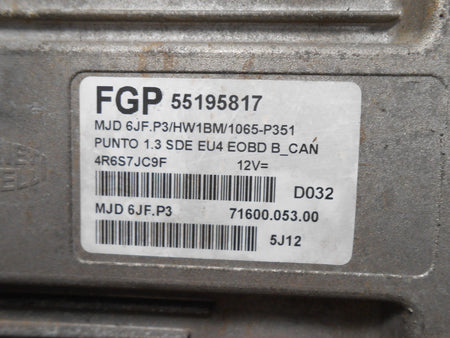 FGP 55195817
MJD 6JF.P3/HW1BM/1065-P351
PUNTO 1.3 SDE EU4 EOBD B_CAN
4R6S7JC9F 12V=
D032
MJD 6JF.P3 71600.053.00
5J12